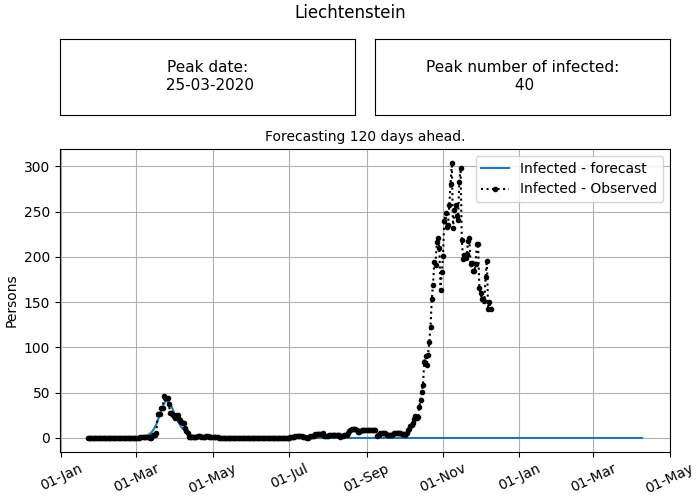 Liechtenstein
Peak date:
25-03-2020
Peak number of infected:
40
Forecasting 120 days ahead.
Infected - forecast
Infected - Observed
Persons
300
250
200
150
100
50
0
01-Jan
01-Mar
01-May
01-Jul
01-Sep
01-Nov
01-Jan
01-Mar
01-May